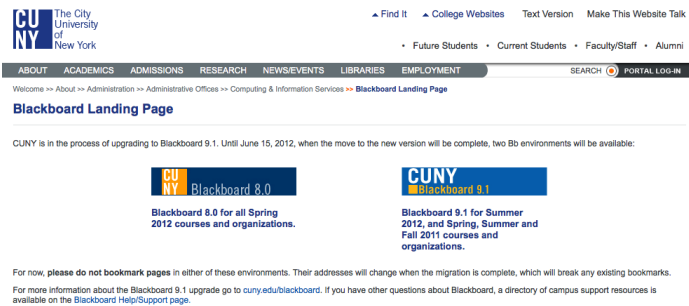 CUNY The City
University
of
New York
Find It College Websites Text Version Make This Website Talk
• Future Students • Current Students • Faculty/Staff • Alumni
ABOUT ACADEMICS ADMISSIONS RESEARCH NEWS/EVENTS LIBRARIES EMPLOYMENT SEARCH PORTAL LOG-IN
Welcome >> About >> Administration >> Administrative Offices >> Computing & Information Services >> Blackboard Landing Page
Blackboard Landing Page
CUNY is in the process of upgrading to Blackboard 9.1. Until June 15, 2012, when the move to the new version will be complete, two Bb environments will be available:
CUNY Blackboard 8.0
Blackboard 8.0 for all Spring
2012 courses and organizations.
CUNY
Blackboard 9.1
Blackboard 9.1 for Summer
2012, and Spring, Summer and
Fall 2011 courses and
organizations.
For now, please do not bookmark pages in either of these environments. Their addresses will change when the migration is complete, which will break any existing bookmarks.
For more information about the Blackboard 9.1 upgrade go to cuny.edu/blackboard. If you have other questions about Blackboard, a directory of campus support resources is
available on the Blackboard Help/Support page.